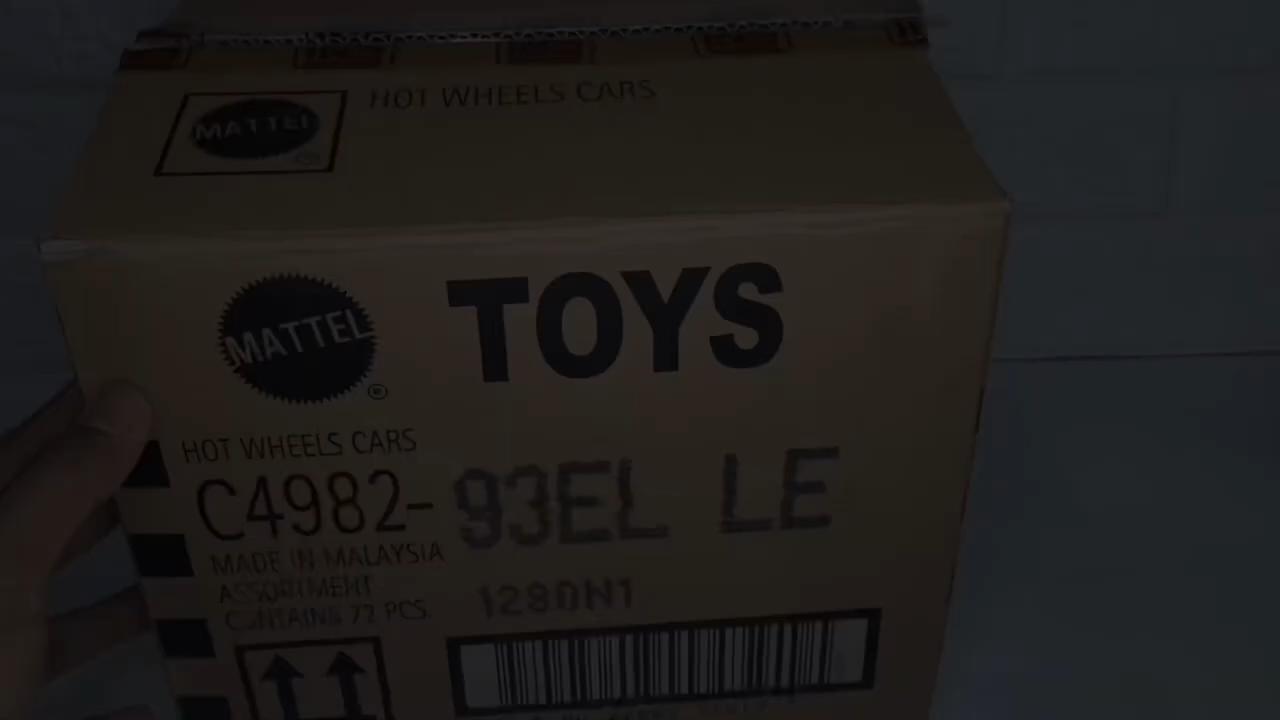 MATTEL
HOT WHEELS CARS
MATTEL
TOYS
HOT WHEELS CARS
C4982-93EL LE
MADE IN MALAYSIA
ASSORTMENT
CONTAINS 72 PCS.
1280N1